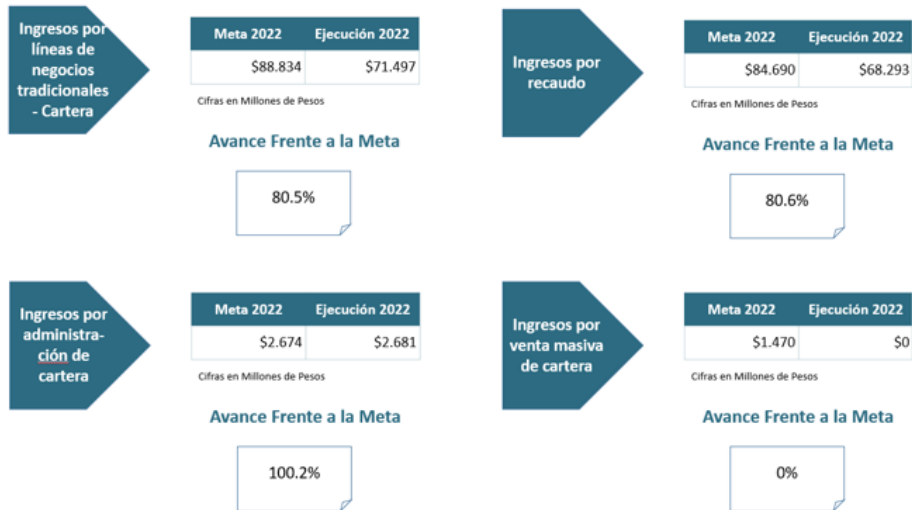 Ingresos por
líneas de
negocios
tradicionales
- Cartera
Meta 2022 Ejecución 2022
$88.834 $71.497
Cifras en Millones de Pesos
Avance Frente a la Meta
80.5%
Ingresos por
recaudo
Meta 2022 Ejecución 2022
$84.690 $68.293
Cifras en Millones de Pesos
Avance Frente a la Meta
80.6%
Ingresos por
administra-
ción de
cartera
Meta 2022 Ejecución 2022
$2.674 $2.681
Cifras en Millones de Pesos
Avance Frente a la Meta
100.2%
Ingresos por
venta masiva
de cartera
Meta 2022 Ejecución 2022
$1.470 $0
Cifras en Millones de Pesos
Avance Frente a la Meta
0%